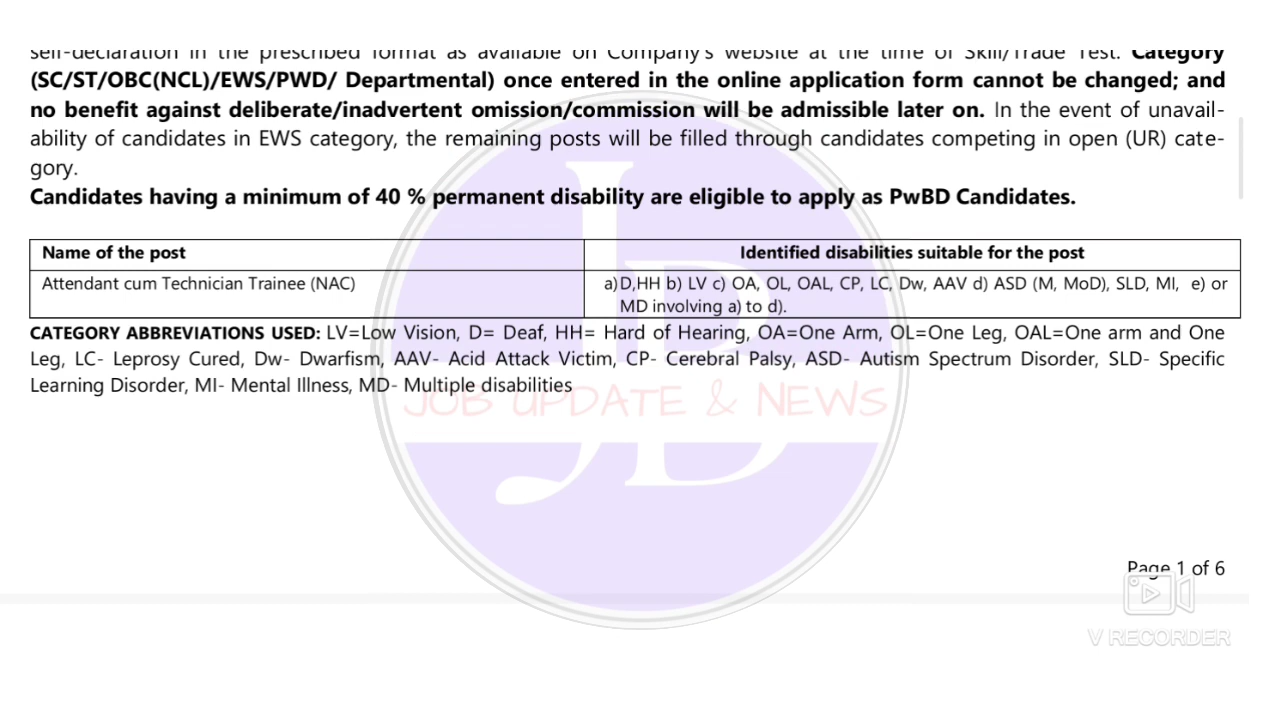 self-declaration in the prescribed format as available on Company's website at the time of Skill/Trade Test. Category
(SC/ST/OBC(NCL)/EWS/PWD/ Departmental) once entered in the online application form cannot be changed; and
no benefit against deliberate/inadvertent omission/commission will be admissible later on. In the event of unavail-
ability of candidates in EWS category, the remaining posts will be filled through candidates competing in open (UR) cate-
gory.
Candidates having a minimum of 40 % permanent disability are eligible to apply as PwBD Candidates.
Name of the post Identified disabilities suitable for the post
Attendant cum Technician Trainee (NAC) a) D,HH b) LV c) OA, OL, OAL, CP, LC, Dw, AAV d) ASD (M, MoD), SLD, MI, e) or
MD involving a) to d).
CATEGORY ABBREVIATIONS USED: LV=Low Vision, D= Deaf, HH= Hard of Hearing, OA=One Arm, OL=One Leg, OAL=One arm and One
Leg, LC- Leprosy Cured, Dw- Dwarfism, AAV- Acid Attack Victim, CP- Cerebral Palsy, ASD- Autism Spectrum Disorder, SLD- Specific
Learning Disorder, MI- Mental Illness, MD- Multiple disabilities
JOB UPDATE & NEWS
Page 1 of 6
V RECORDER